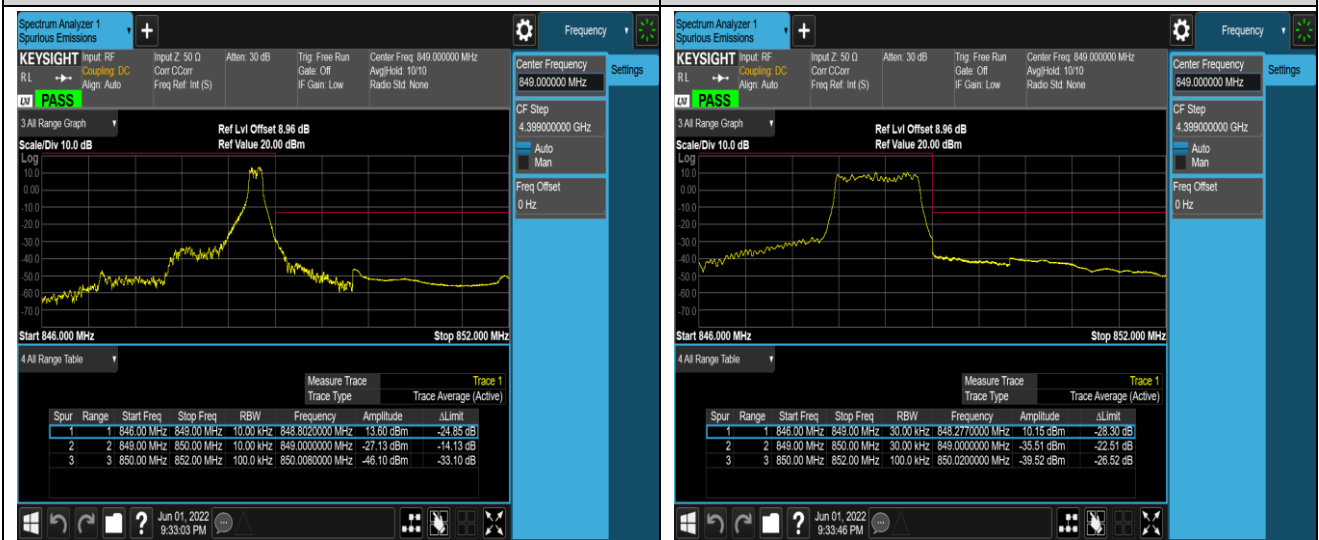 Spectrum Analyzer 1
Spurious Emissions
+
Frequency
KEYSIGHT Input: RF Input Z: 50 Ω Atten: 30 dB Trig: Free Run Center Freq: 849.000000 MHz
RL Coupling: DC Corr CCorr Gate: Off Avg|Hold: 10/10
Align: Auto Freq Ref: Int (S) IF Gain: Low Radio Std: None
LXI PASS
Center Frequency
849.000000 MHz
Settings
CF Step
4.399000000 GHz
Auto
Man
Freq Offset
0 Hz
3 All Range Graph
Ref Lvl Offset 8.96 dB
Scale/Div 10.0 dB Ref Value 20.00 dBm
Log
10.0
0.00
-10.0
-20.0
-30.0
-40.0
-50.0
-60.0
-70.0
Start 846.000 MHz Stop 852.000 MHz
4 All Range Table
Measure Trace Trace 1
Trace Type Trace Average (Active)
Spur Range Start Freq Stop Freq RBW Frequency Amplitude ΔLimit
1 1 846.00 MHz 849.00 MHz 10.00 kHz 848.8020000 MHz 13.60 dBm -24.85 dB
2 2 849.00 MHz 850.00 MHz 10.00 kHz 849.0000000 MHz -27.13 dBm -14.13 dB
3 3 850.00 MHz 852.00 MHz 100.0 kHz 850.0080000 MHz -46.10 dBm -33.10 dB
?
Jun 01, 2022
9:33:03 PM
Spectrum Analyzer 1
Spurious Emissions
+
Frequency
KEYSIGHT Input: RF Input Z: 50 Ω Atten: 30 dB Trig: Free Run Center Freq: 849.000000 MHz
RL Coupling: DC Corr CCorr Gate: Off Avg|Hold: 10/10
Align: Auto Freq Ref: Int (S) IF Gain: Low Radio Std: None
LXI PASS
Center Frequency
849.000000 MHz
Settings
CF Step
4.399000000 GHz
Auto
Man
Freq Offset
0 Hz
3 All Range Graph
Ref Lvl Offset 8.96 dB
Scale/Div 10.0 dB Ref Value 20.00 dBm
Log
10.0
0.00
-10.0
-20.0
-30.0
-40.0
-50.0
-60.0
-70.0
Start 846.000 MHz Stop 852.000 MHz
4 All Range Table
Measure Trace Trace 1
Trace Type Trace Average (Active)
Spur Range Start Freq Stop Freq RBW Frequency Amplitude ΔLimit
1 1 846.00 MHz 849.00 MHz 30.00 kHz 848.2770000 MHz 10.15 dBm -28.30 dB
2 2 849.00 MHz 850.00 MHz 30.00 kHz 849.0000000 MHz -35.51 dBm -22.51 dB
3 3 850.00 MHz 852.00 MHz 100.0 kHz 850.0200000 MHz -39.52 dBm -26.52 dB
?
Jun 01, 2022
9:33:46 PM